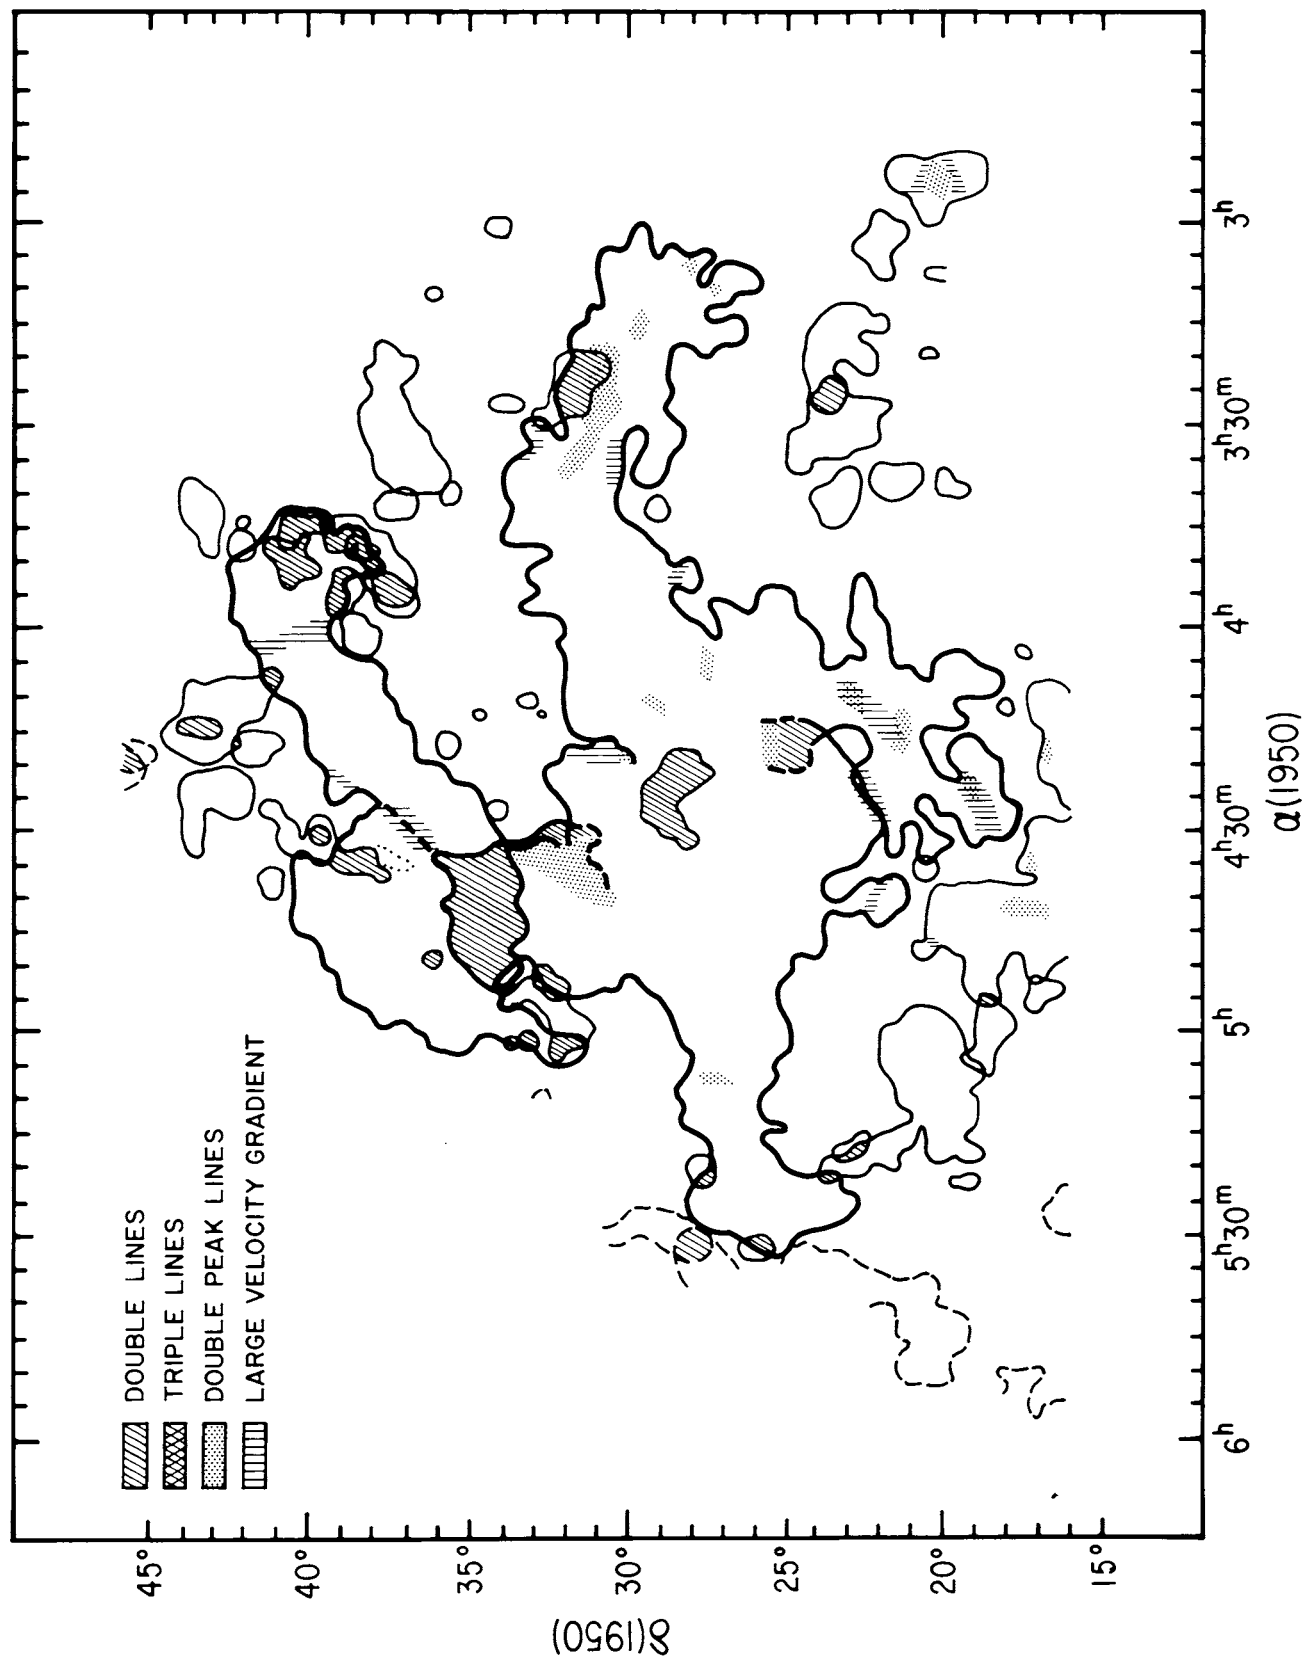 DOUBLE LINES
TRIPLE LINES
DOUBLE PEAK LINES
LARGE VELOCITY GRADIENT
45°
40°
35°
30°
25°
20°
15°
δ(1950)
6h
5h30m
5h
4h30m
4h
3h30m
3h
α(1950)